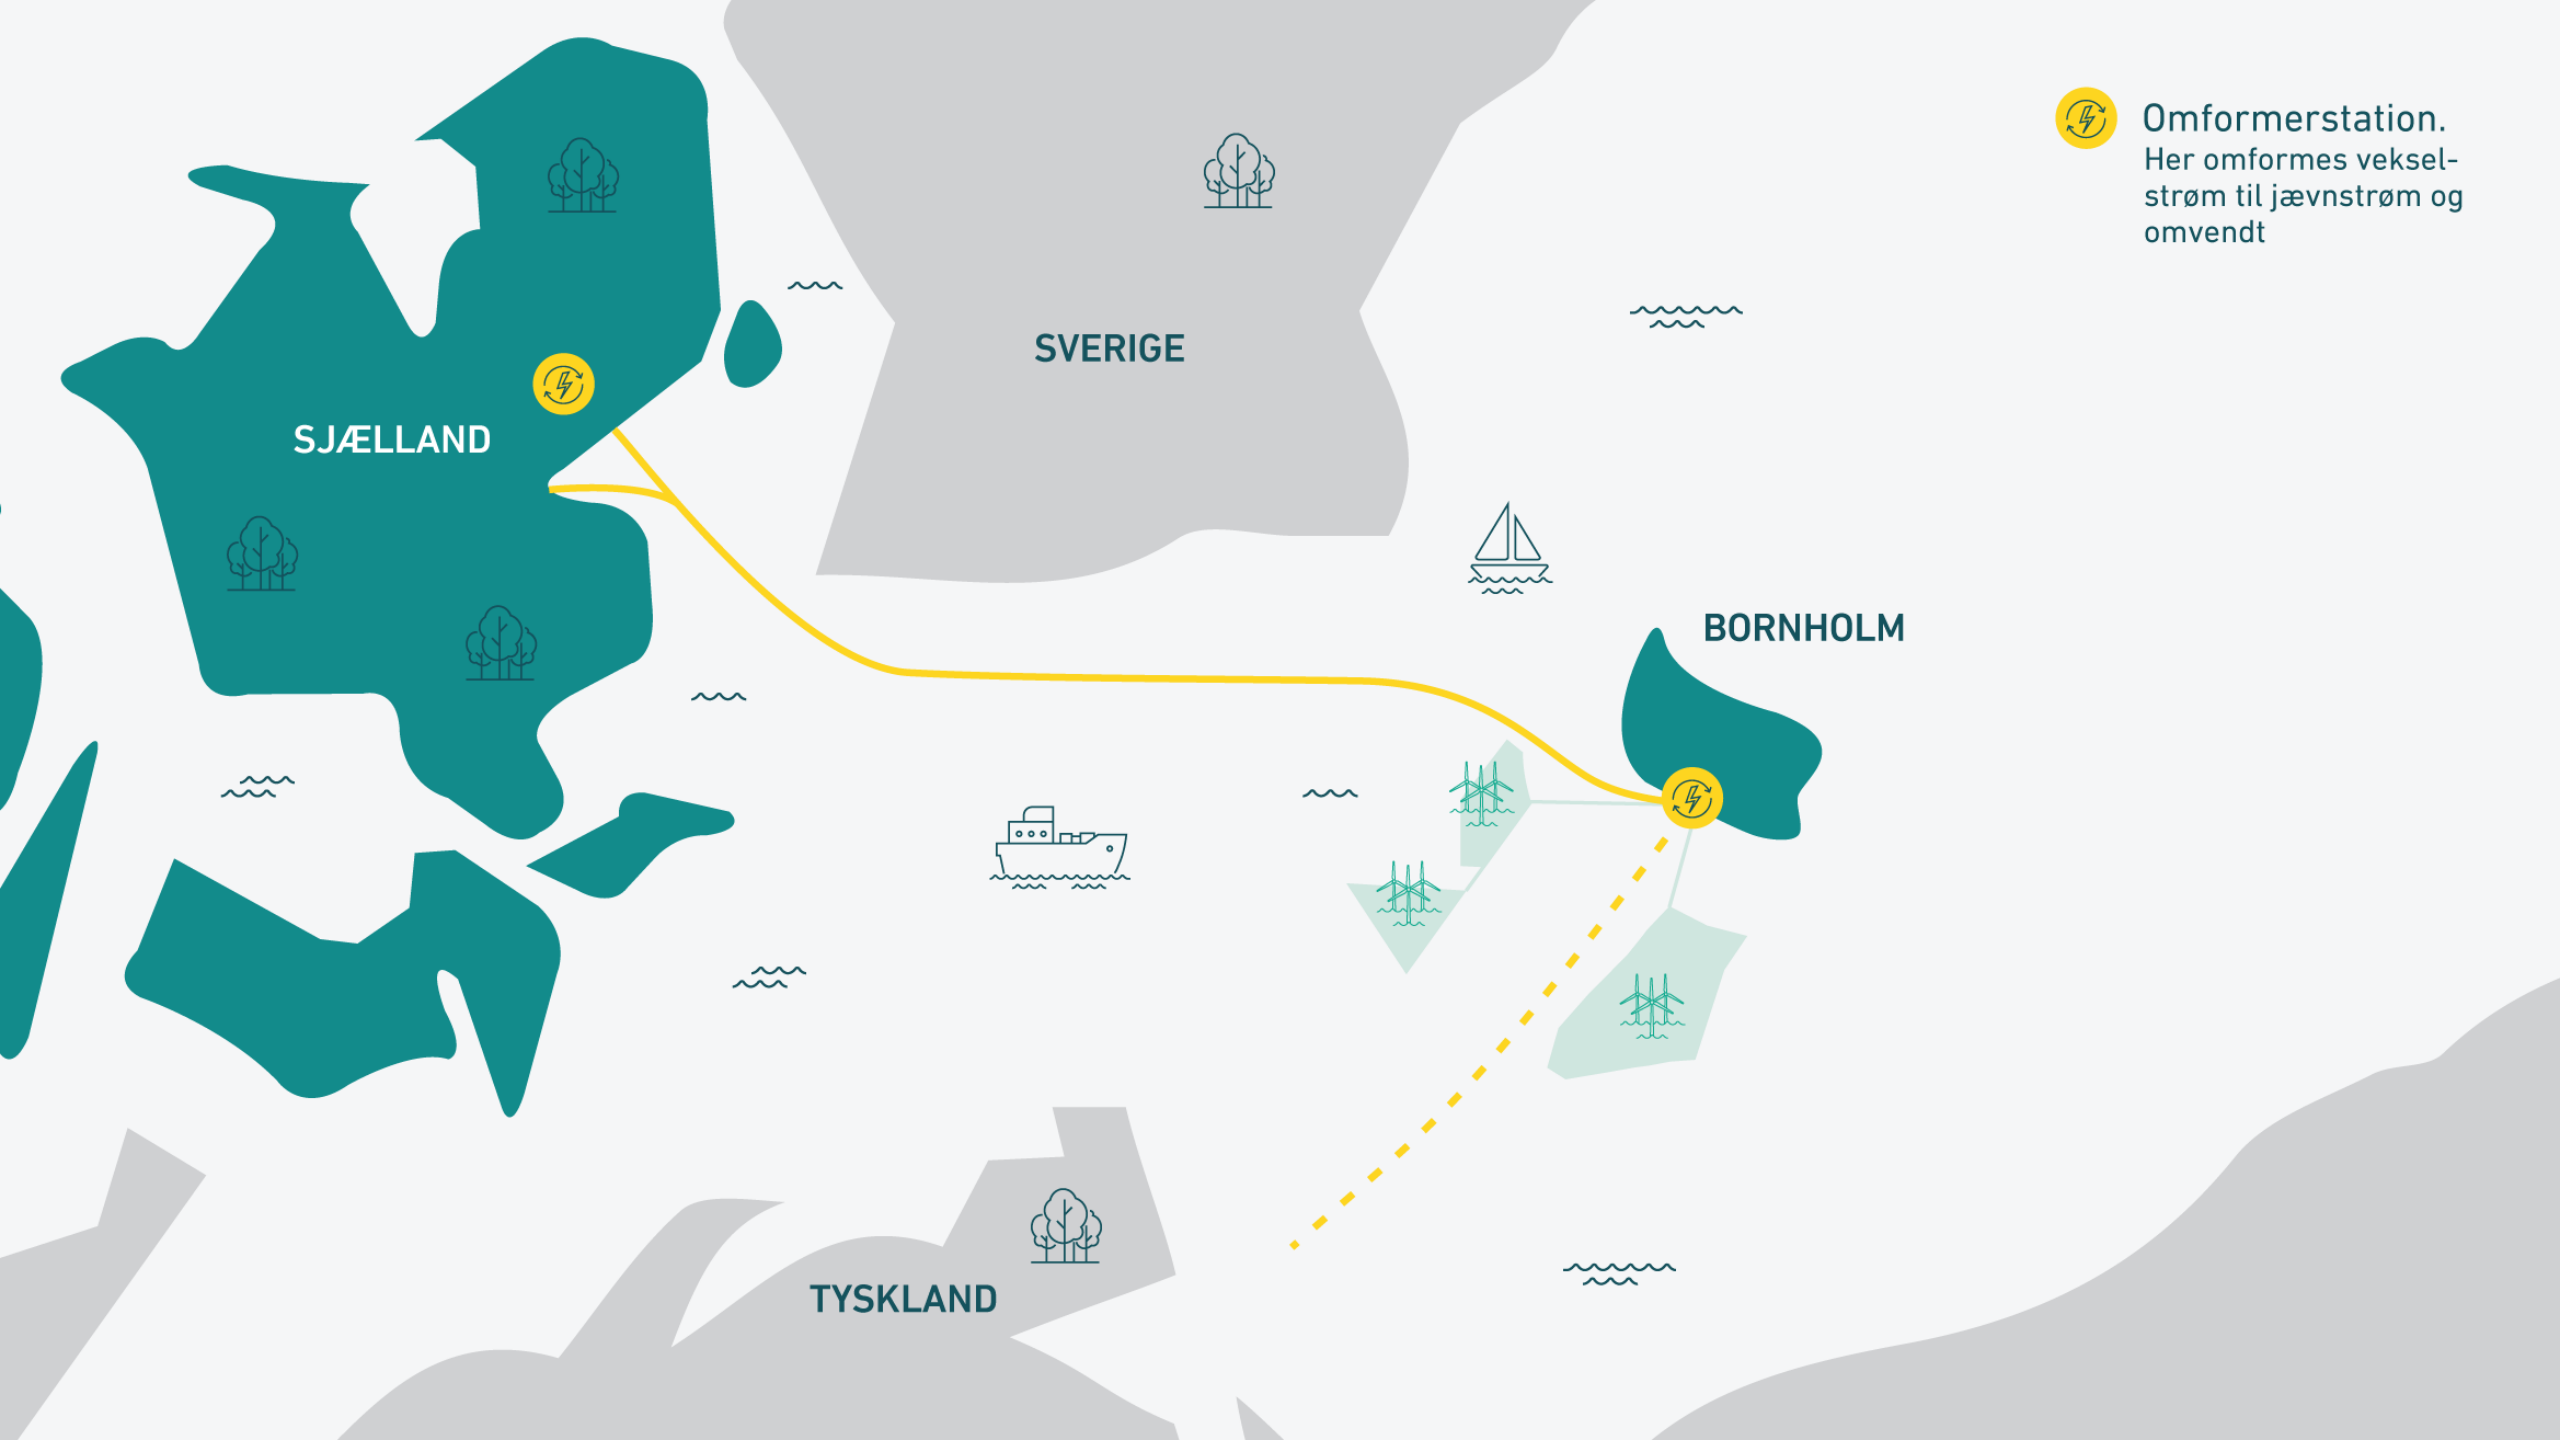 Omformerstation.
Her omformes veksel-
strøm til jævnstrøm og
omvendt
SVERIGE
SJÆLLAND
BORNHOLM
TYSKLAND